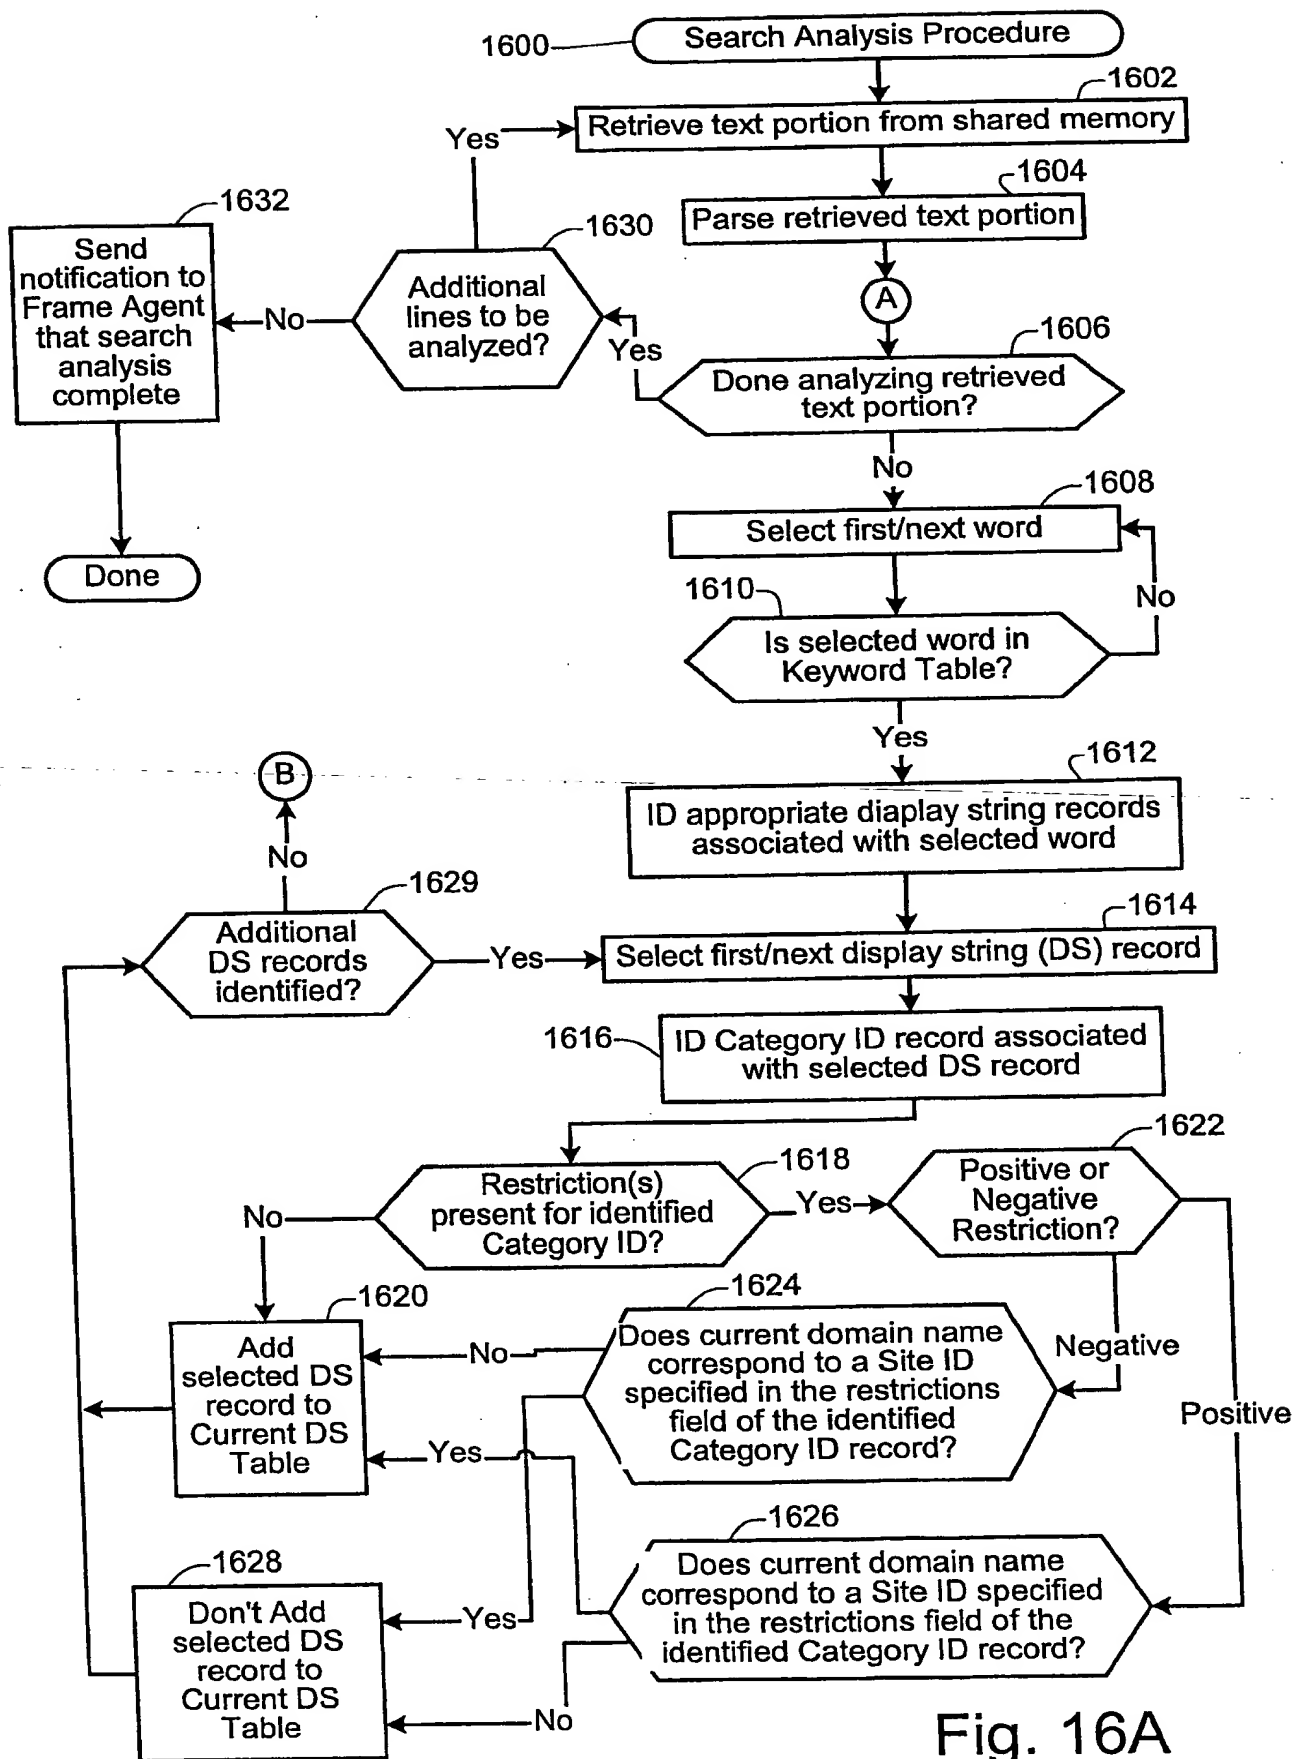 1600
Search Analysis Procedure
1602
Yes
Retrieve text portion from shared memory
1604
Parse retrieved text portion
1632
Send
notification to
Frame Agent
that search
analysis
complete
No
1630
Additional
lines to be
analyzed?
Yes
A
1606
Done analyzing retrieved
text portion?
No
1608
Select first/next word
Done
1610
No
Is selected word in
Keyword Table?
Yes
B
1612
ID appropriate diaplay string records
associated with selected word
No
1629
Additional
DS records
identified?
Yes
1614
Select first/next display string (DS) record
1616
ID Category ID record associated
with selected DS record
1618
Restriction(s)
present for identified
Category ID?
No
Yes
1622
Positive or
Negative
Restriction?
1620
Add
selected DS
record to
Current DS
Table
1624
Does current domain name
correspond to a Site ID
specified in the restrictions
field of the identified
Category ID record?
No
Negative
Positive
Yes
1626
Does current domain name
correspond to a Site ID specified
in the restrictions field of the
identified Category ID record?
1628
Don't Add
selected DS
record to
Current DS
Table
Yes
No
Fig. 16A